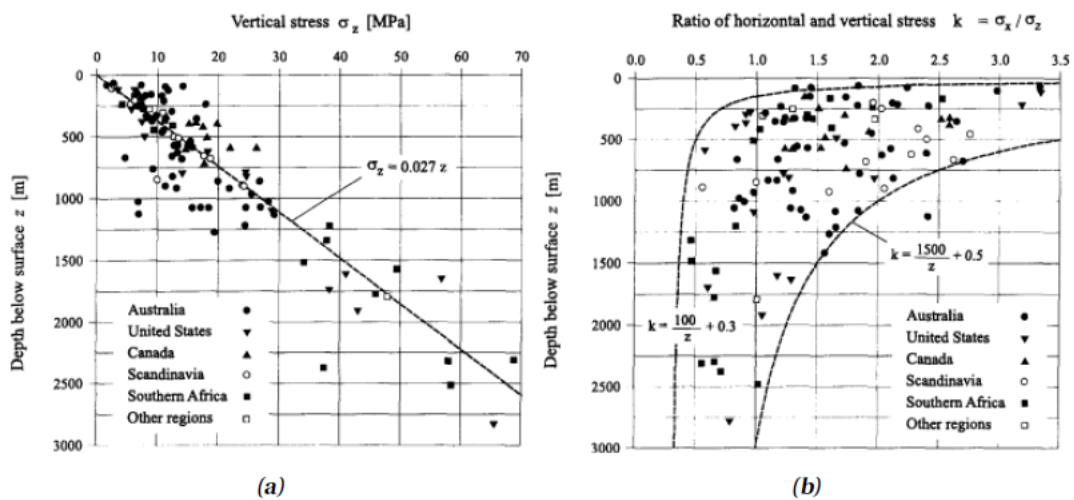 Vertical stress σz [MPa]
0 10 20 30 40 50 60 70
0
500
1000
1500
2000
2500
3000
Depth below surface z [m]
σz = 0.027 z
Australia
United States
Canada
Scandinavia
Southern Africa
Other regions
(a)
Ratio of horizontal and vertical stress k = σx / σz
0.0 0.5 1.0 1.5 2.0 2.5 3.0 3.5
0
500
1000
1500
2000
2500
3000
Depth below surface z [m]
k = 1500/z + 0.5
k = 100/z + 0.3
Australia
United States
Canada
Scandinavia
Southern Africa
Other regions
(b)